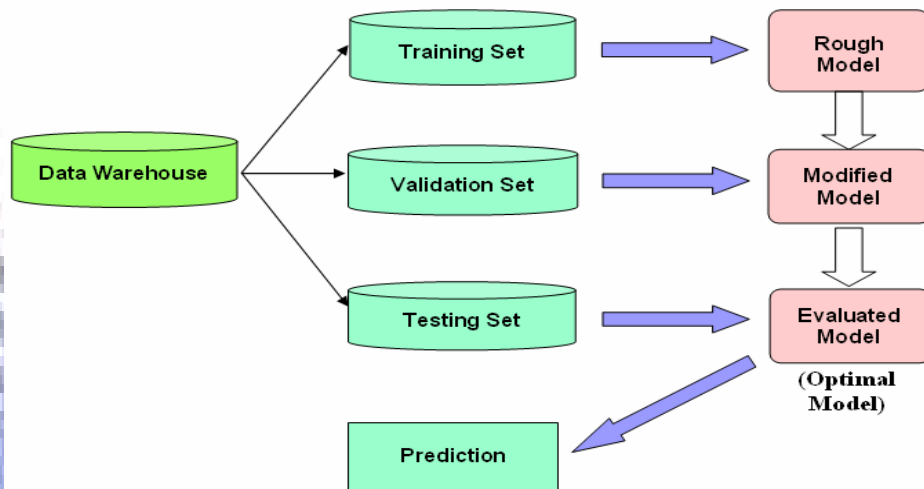 Training Set
Rough
Model
Data Warehouse
Validation Set
Modified
Model
Testing Set
Evaluated
Model
(Optimal
Model)
Prediction